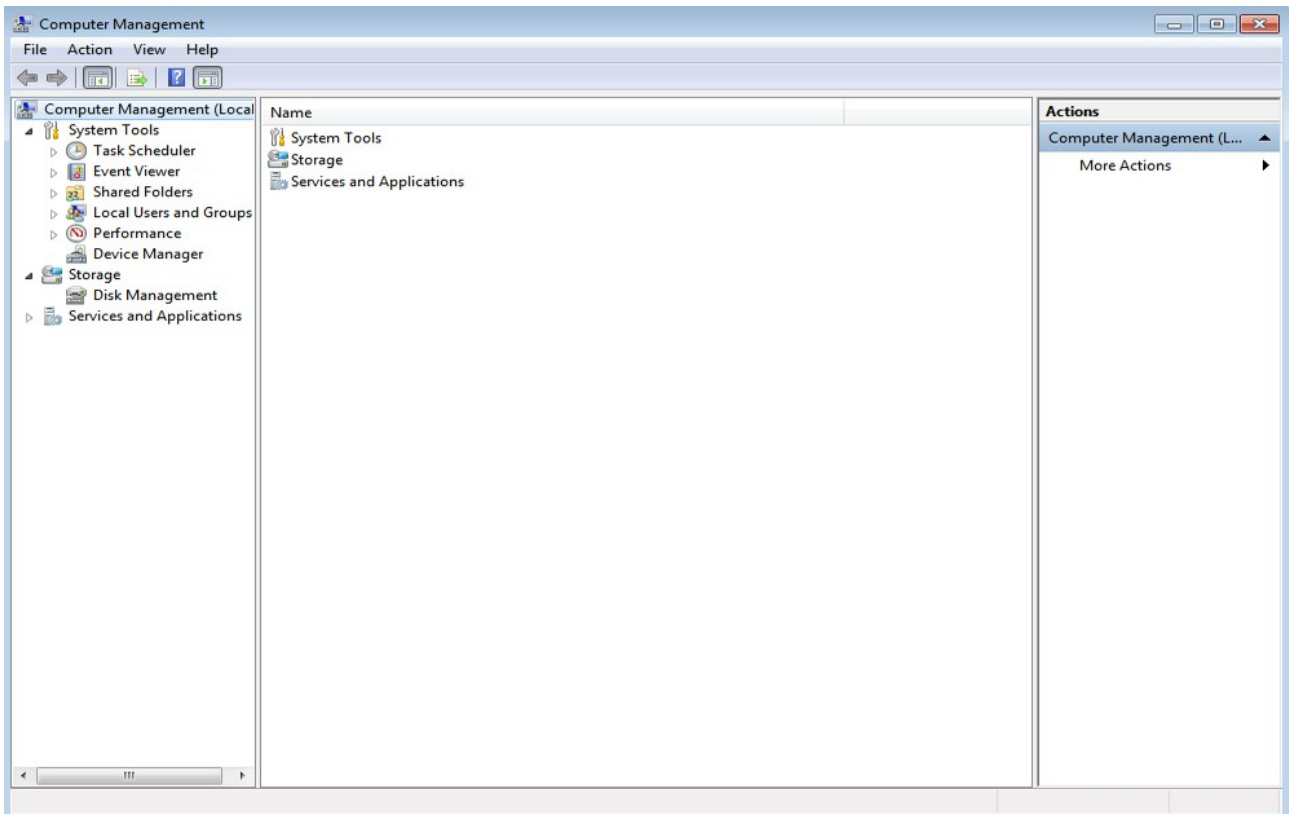 Computer Management
File Action View Help
Computer Management (Local
System Tools
Task Scheduler
Event Viewer
Shared Folders
Local Users and Groups
Performance
Device Manager
Storage
Disk Management
Services and Applications
Name
System Tools
Storage
Services and Applications
Actions
Computer Management (L...
More Actions